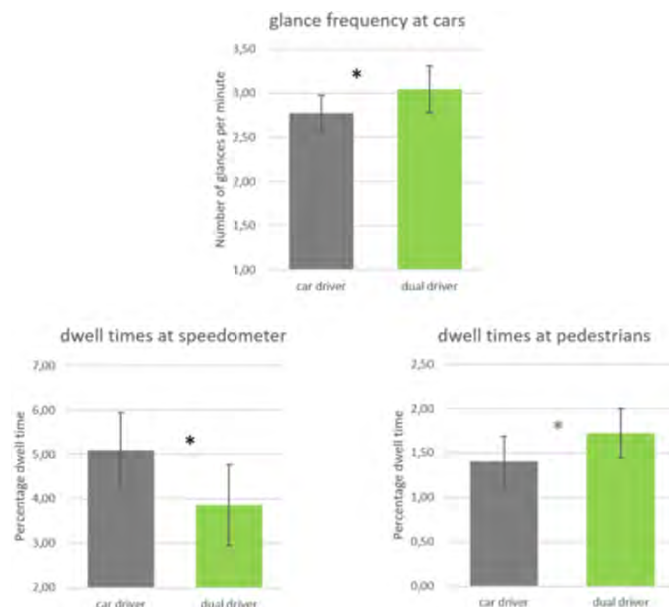 glance frequency at cars
Number of glances per minute
3,50
3,00
2,50
2,00
1,50
1,00
*
car driver
dual driver
dwell times at speedometer
Percentage dwell time
7,00
6,00
5,00
4,00
3,00
2,00
*
car driver
dual driver
dwell times at pedestrians
Percentage dwell time
2,50
2,00
1,50
1,00
0,50
0,00
*
car driver
dual driver